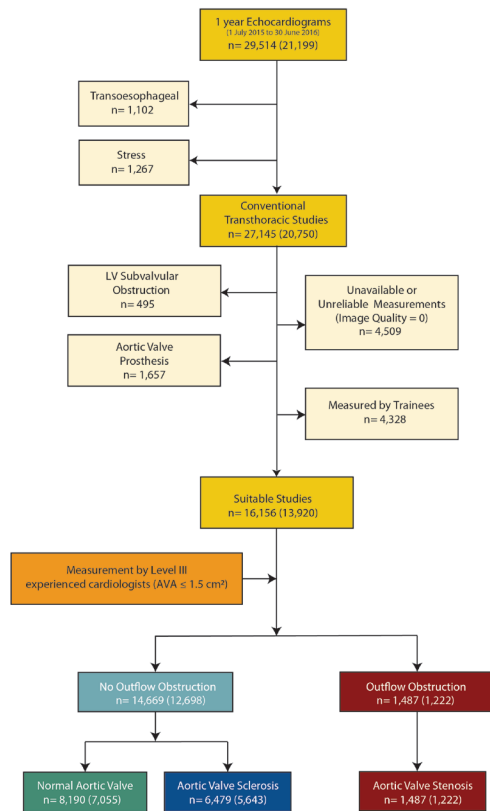 1 year Echocardiograms
(1 July 2015 to 30 June 2016)
n= 29,514 (21,199)
Transoesophageal
n= 1,102
Stress
n= 1,267
Conventional
Transthoracic Studies
n= 27,145 (20,750)
LV Subvalvular
Obstruction
n= 495
Unavailable or
Unreliable Measurements
(Image Quality = 0)
n= 4,509
Aortic Valve
Prosthesis
n= 1,657
Measured by Trainees
n= 4,328
Suitable Studies
n= 16,156 (13,920)
Measurement by Level III
experienced cardiologists (AVA ≤ 1.5 cm²)
No Outflow Obstruction
n= 14,669 (12,698)
Outflow Obstruction
n= 1,487 (1,222)
Normal Aortic Valve
n= 8,190 (7,055)
Aortic Valve Sclerosis
n= 6,479 (5,643)
Aortic Valve Stenosis
n= 1,487 (1,222)